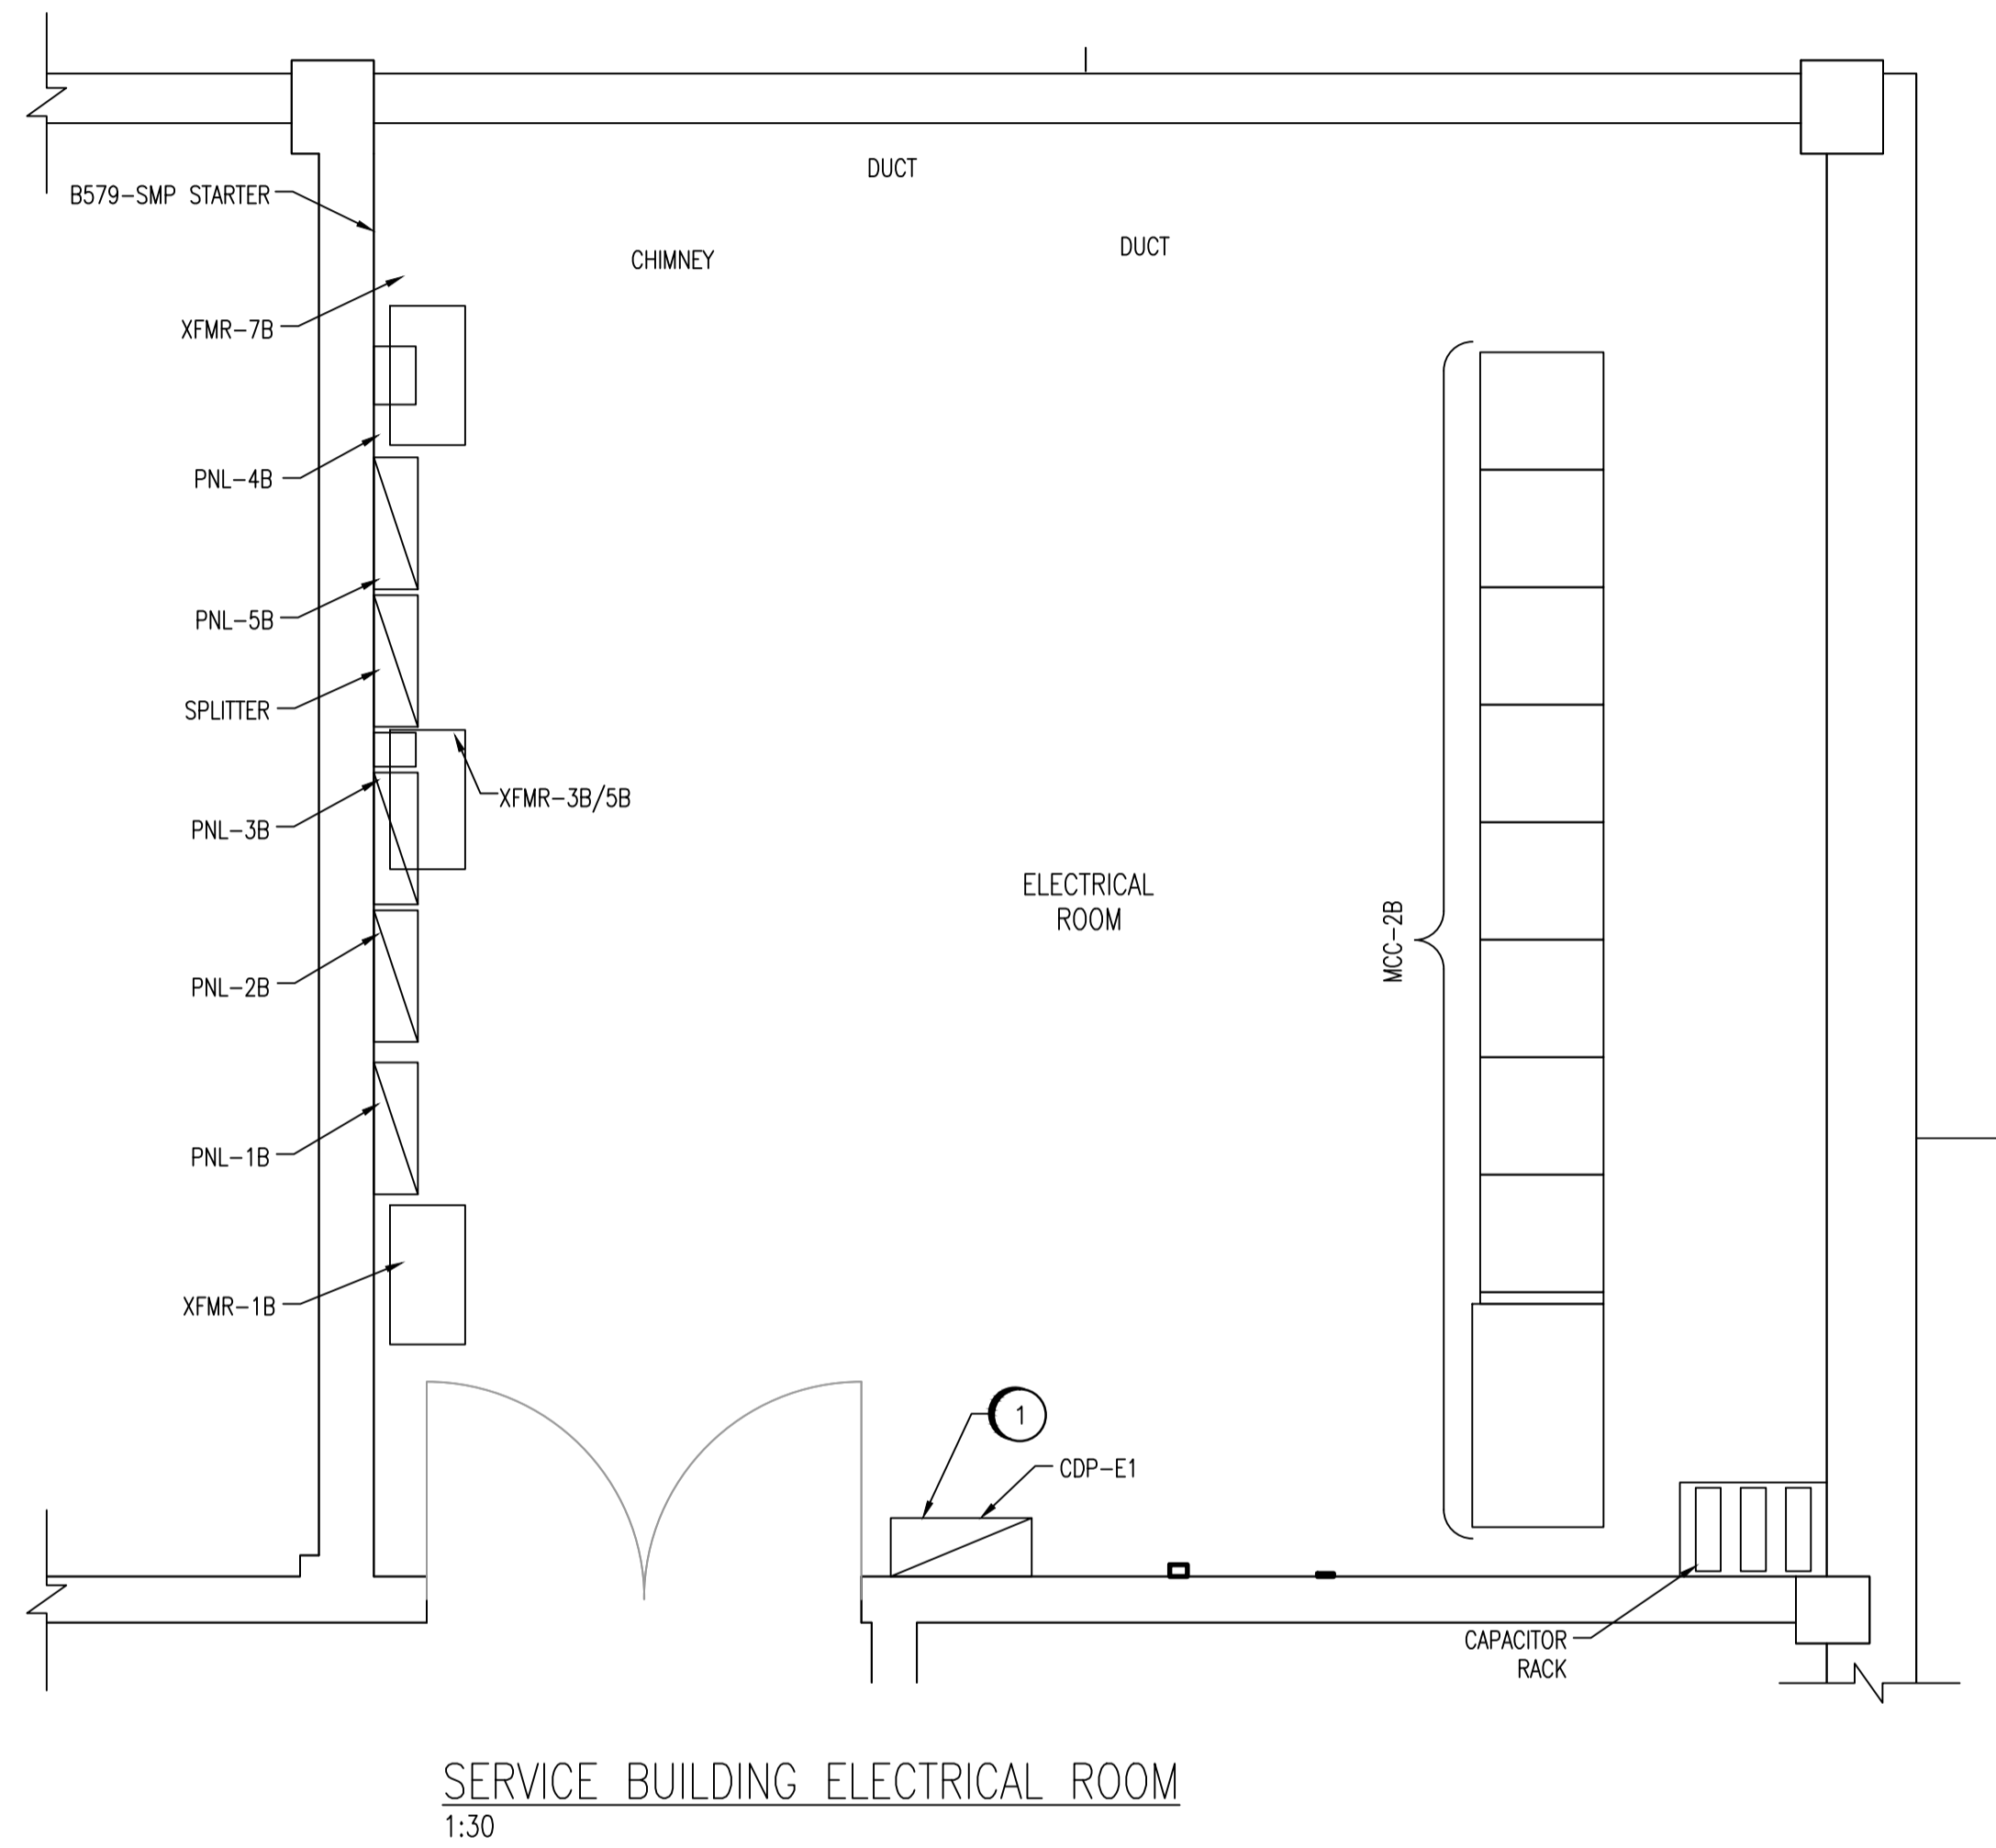 DUCT
B579-SMP STARTER
DUCT
CHIMNEY
XFMR-7B
PNL-4B
PNL-5B
SPLITTER
XFMR-3B/5B
PNL-3B
ELECTRICAL
ROOM
MCC-2B
PNL-2B
PNL-1B
XFMR-1B
1
CDP-E1
CAPACITOR
RACK
SERVICE BUILDING ELECTRICAL ROOM
1:30